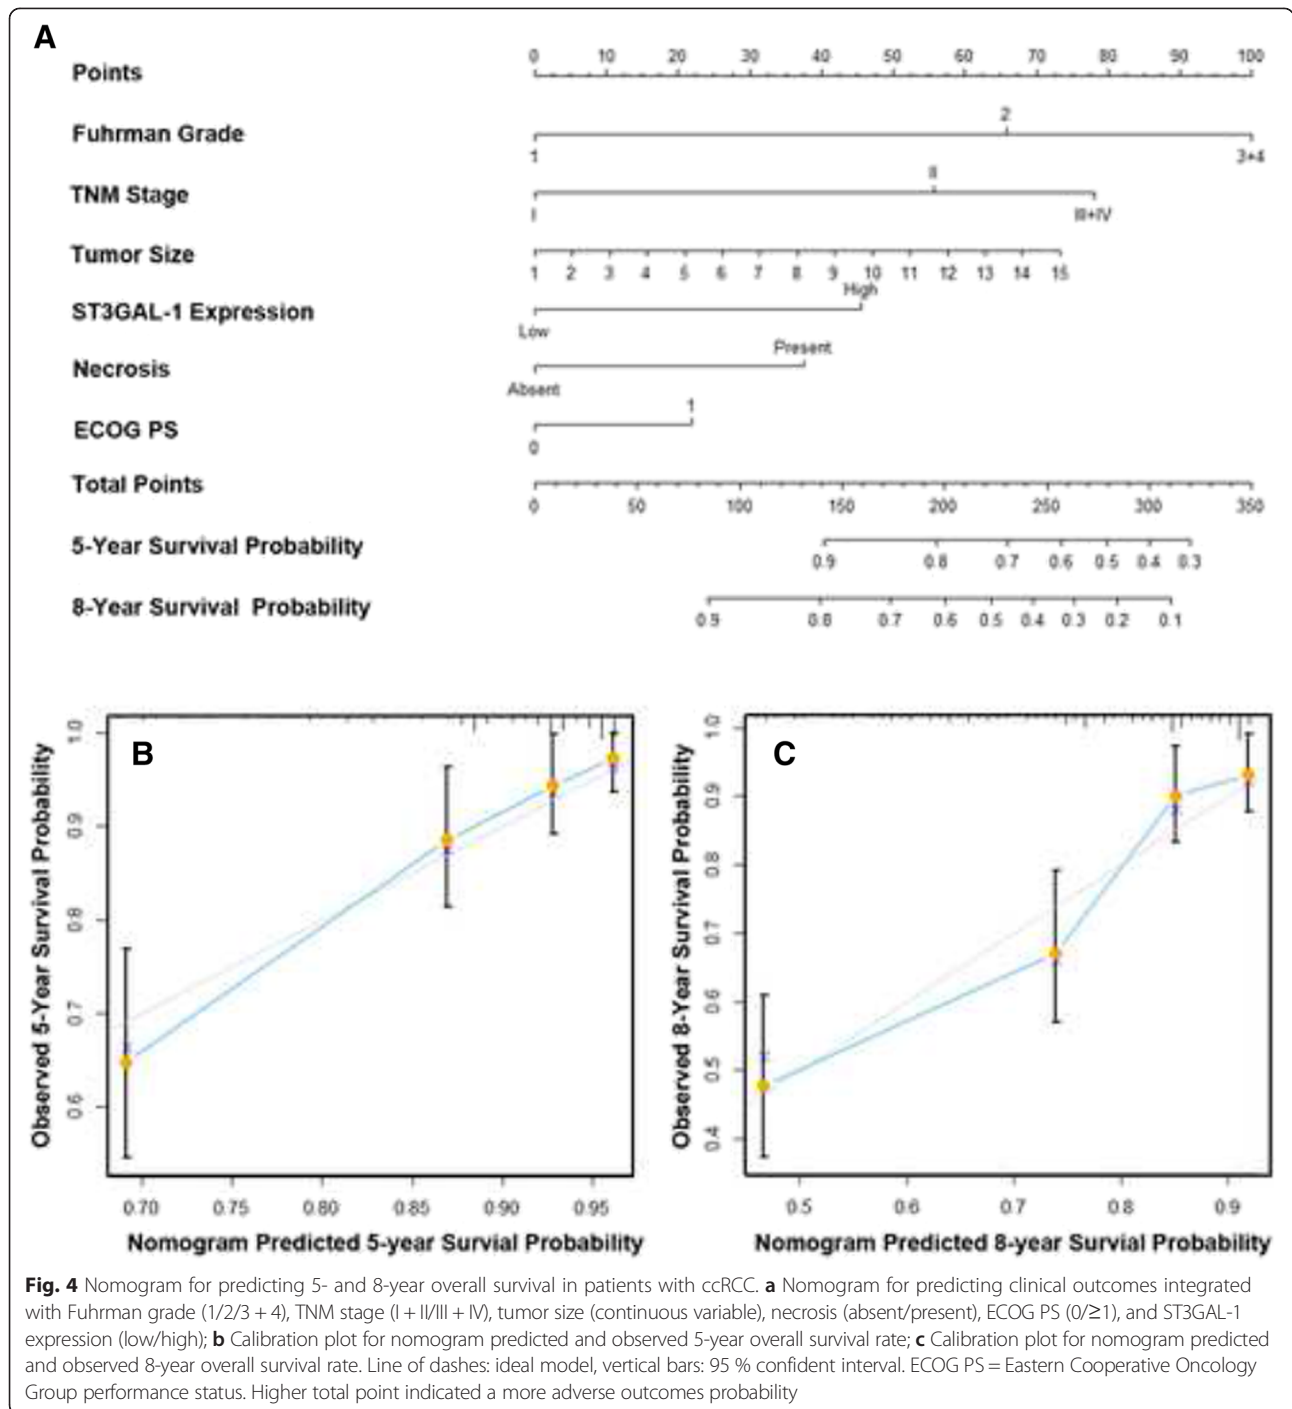 A
Points
0 10 20 30 40 50 60 70 80 90 100
Fuhrman Grade
2
1 3+4
TNM Stage
II
I III+IV
Tumor Size
1 2 3 4 5 6 7 8 9 10 11 12 13 14 15
ST3GAL-1 Expression
High
Low
Necrosis
Present
Absent
ECOG PS
1
0
Total Points
0 50 100 150 200 250 300 350
5-Year Survival Probability
0.9 0.8 0.7 0.6 0.5 0.4 0.3
8-Year Survival Probability
0.9 0.8 0.7 0.6 0.5 0.4 0.3 0.2 0.1
B
Observed 5-Year Survival Probability
1.0
0.9
0.8
0.7
0.6
0.70 0.75 0.80 0.85 0.90 0.95
Nomogram Predicted 5-year Survial Probability
C
Observed 8-Year Survival Probability
1.0
0.9
0.8
0.7
0.6
0.5
0.4
0.5 0.6 0.7 0.8 0.9
Nomogram Predicted 8-year Survial Probability
Fig. 4 Nomogram for predicting 5- and 8-year overall survival in patients with ccRCC. a Nomogram for predicting clinical outcomes integrated
with Fuhrman grade (1/2/3 + 4), TNM stage (I + II/III + IV), tumor size (continuous variable), necrosis (absent/present), ECOG PS (0/≥1), and ST3GAL-1
expression (low/high); b Calibration plot for nomogram predicted and observed 5-year overall survival rate; c Calibration plot for nomogram predicted
and observed 8-year overall survival rate. Line of dashes: ideal model, vertical bars: 95 % confident interval. ECOG PS = Eastern Cooperative Oncology
Group performance status. Higher total point indicated a more adverse outcomes probability